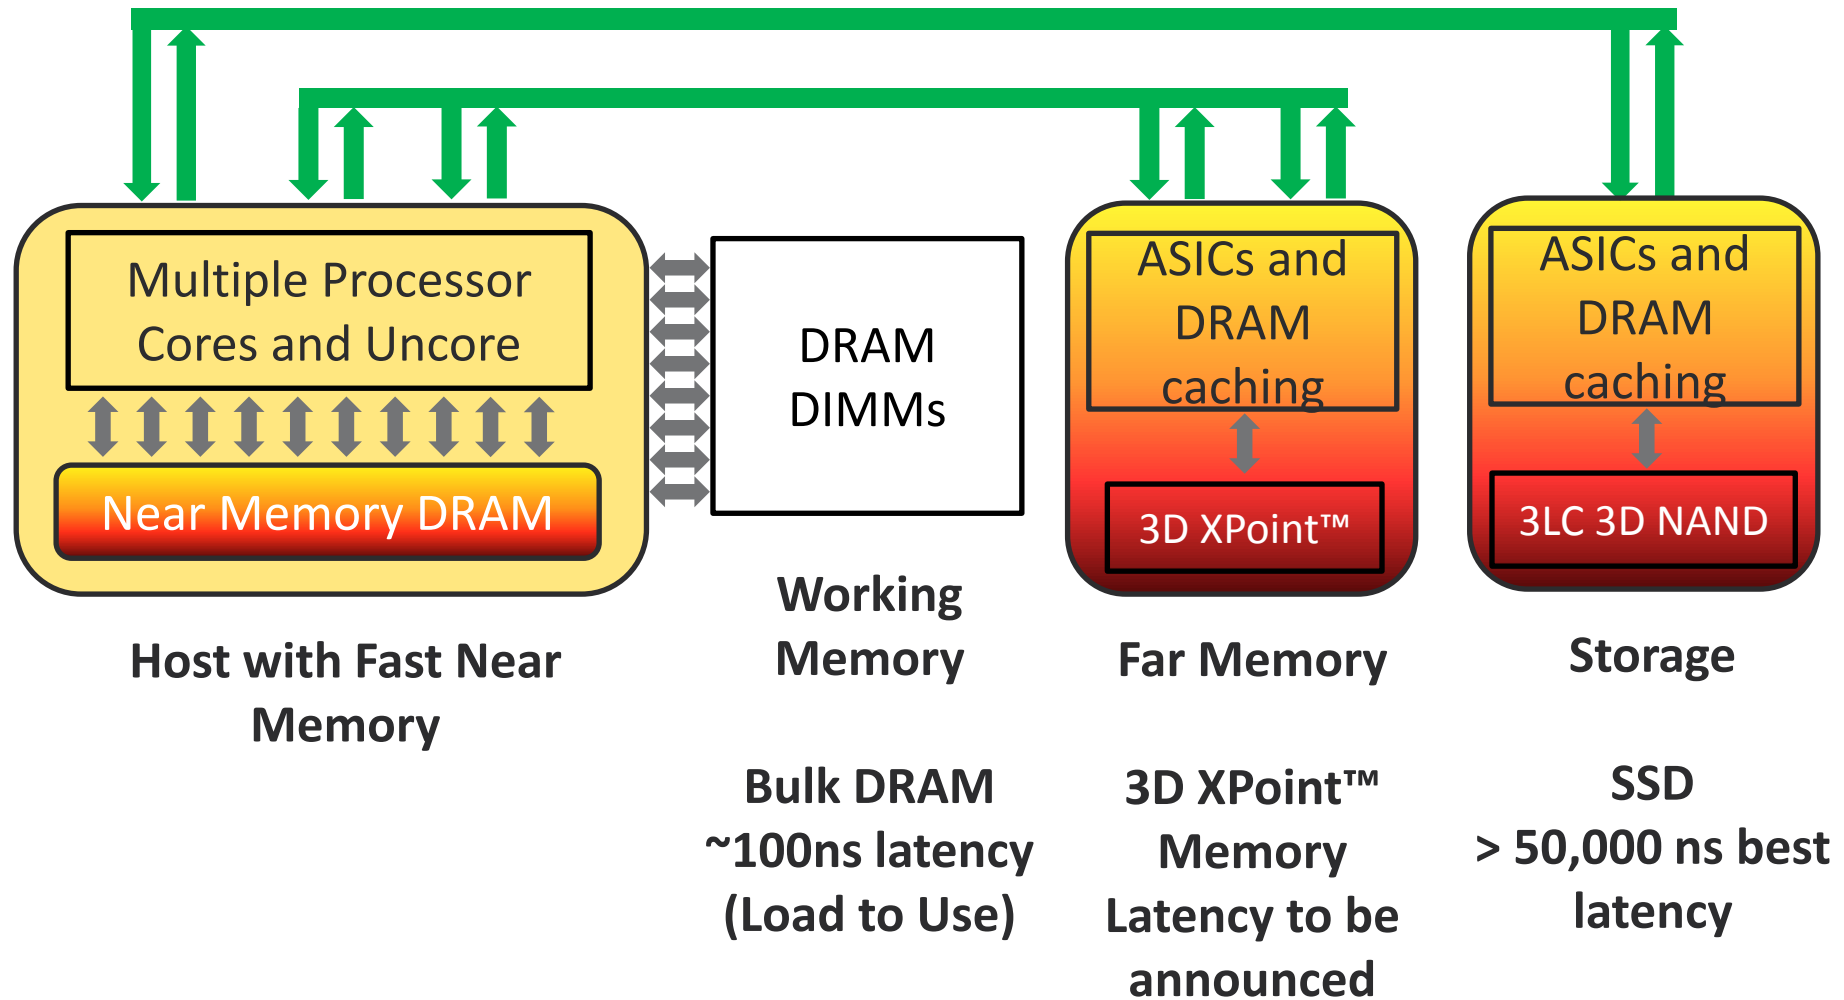 Multiple Processor
Cores and Uncore
Near Memory DRAM
Host with Fast Near
Memory
DRAM
DIMMs
Working
Memory
Bulk DRAM
~100ns latency
(Load to Use)
ASICs and
DRAM
caching
3D XPoint™
Far Memory
3D XPoint™
Memory
Latency to be
announced
ASICs and
DRAM
caching
3LC 3D NAND
Storage
SSD
> 50,000 ns best
latency